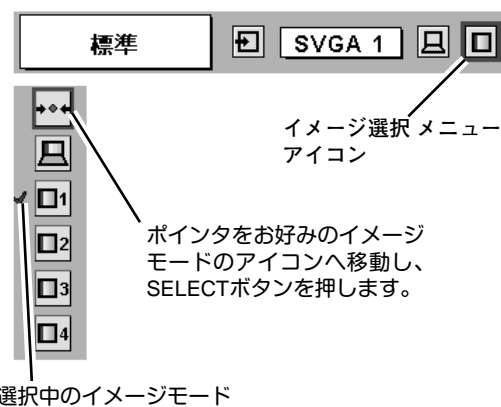 標準
SVGA 1
イメージ選択 メニュー
アイコン
1
2
3
4
ポインタをお好みのイメージ
モードのアイコンへ移動し、
SELECTボタンを押します。
選択中のイメージモード